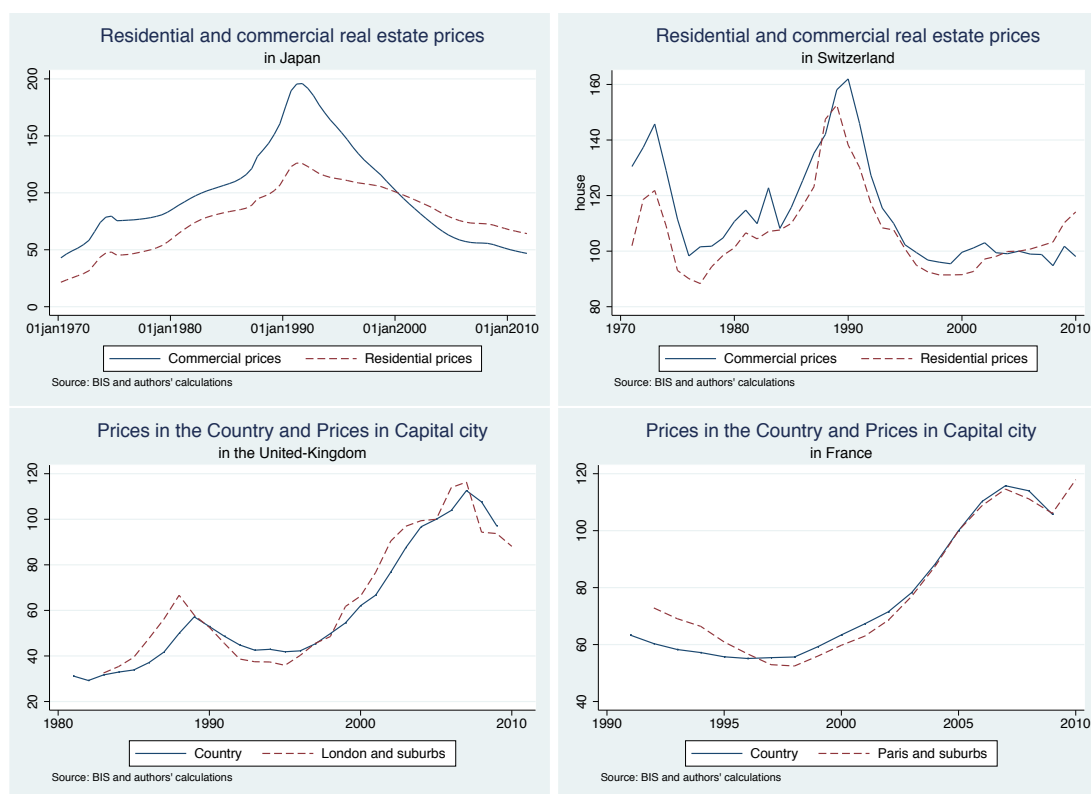 Residential and commercial real estate prices
in Japan
200
150
100
50
0
01jan1970 01jan1980 01jan1990 01jan2000 01jan2010
Commercial prices Residential prices
Source: BIS and authors' calculations
Residential and commercial real estate prices
in Switzerland
house
160
140
120
100
80
1970 1980 1990 2000 2010
Commercial prices Residential prices
Source: BIS and authors' calculations
Prices in the Country and Prices in Capital city
in the United-Kingdom
120
100
80
60
40
20
1980 1990 2000 2010
Country London and suburbs
Source: BIS and authors' calculations
Prices in the Country and Prices in Capital city
in France
120
100
80
60
40
1990 1995 2000 2005 2010
Country Paris and suburbs
Source: BIS and authors' calculations